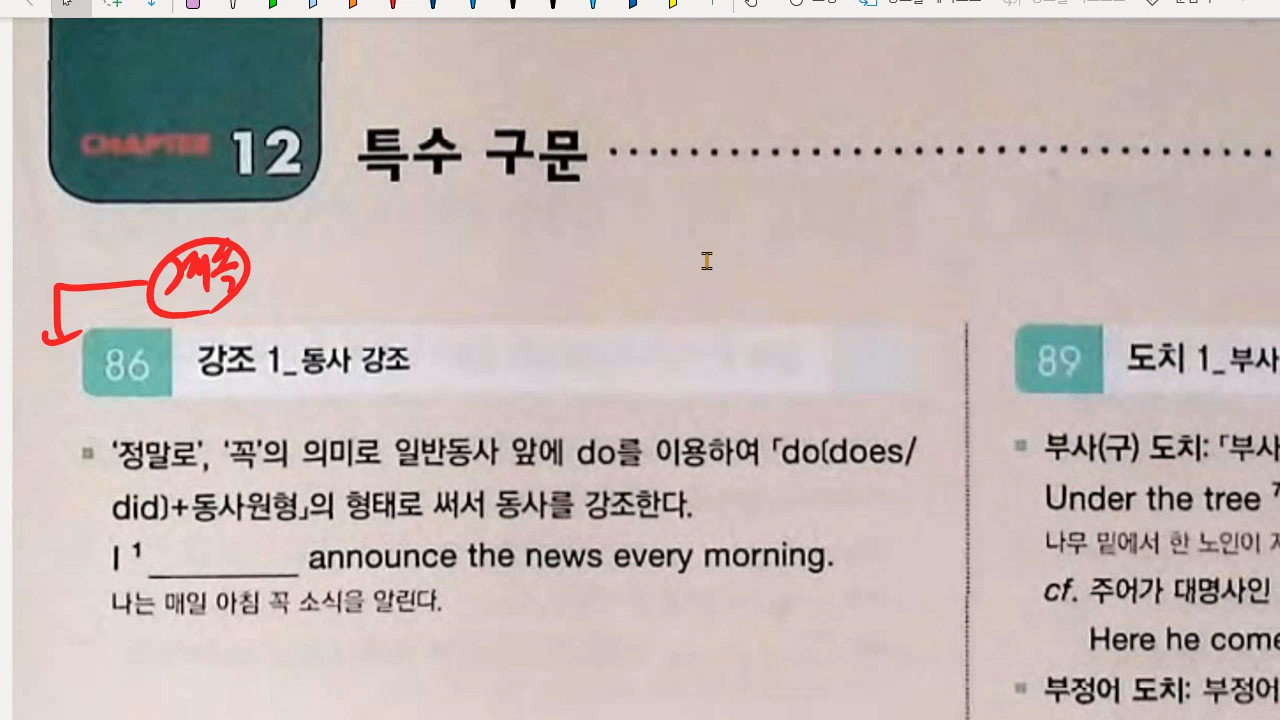 CHAPTER 12 특수 구문
86 강조 1_동사 강조
‘정말로’, ‘꼭’의 의미로 일반동사 앞에 do를 이용하여 「do(does/
did)+동사원형」의 형태로 써서 동사를 강조한다.
I ¹ ________ announce the news every morning.
나는 매일 아침 꼭 소식을 알린다.
89 도치 1_부사
부사(구) 도치: 「부사
Under the tree ⁷
나무 밑에서 한 노인이
cf. 주어가 대명사인
Here he come
부정어 도치: 부정어